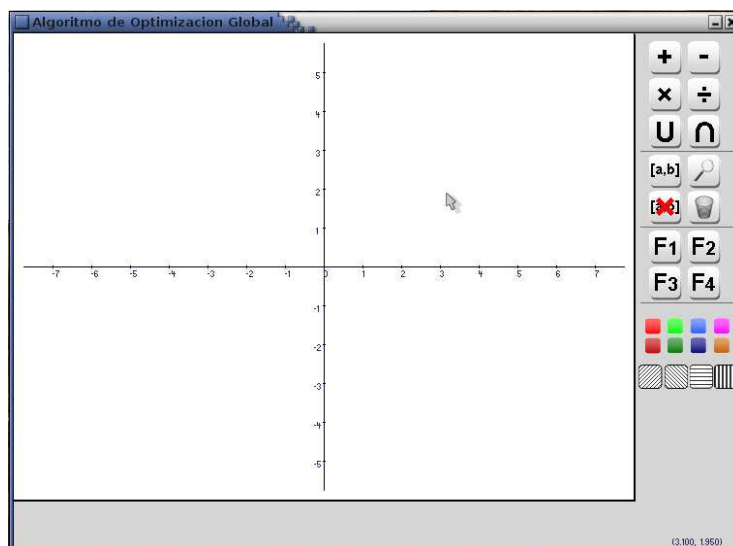 Algoritmo de Optimizacion Global
5
4
3
2
1
-7 -6 -5 -4 -3 -2 -1 0 1 2 3 4 5 6 7
-1
-2
-3
-4
-5
+ -
× ÷
U ∩
[a,b]
[a,b]
F1 F2
F3 F4
(3.100, 1.950)